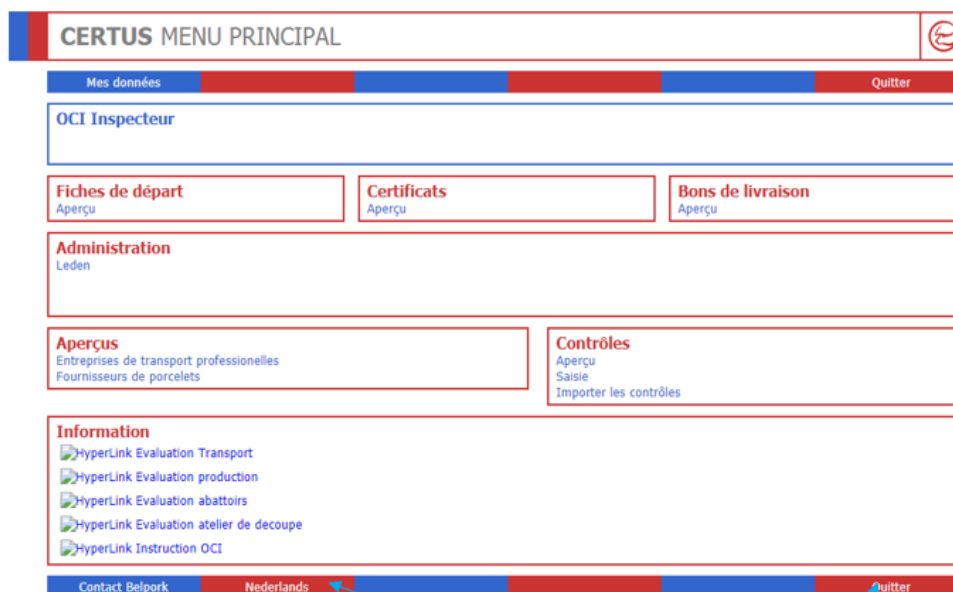 CERTUS MENU PRINCIPAL
Mes données
Quitter
OCI Inspecteur
Fiches de départ
Aperçu
Certificats
Aperçu
Bons de livraison
Aperçu
Administration
Leden
Aperçus
Entreprises de transport professionelles
Fournisseurs de porcelets
Contrôles
Aperçu
Saisie
Importer les contrôles
Information
HyperLink Evaluation Transport
HyperLink Evaluation production
HyperLink Evaluation abattoirs
HyperLink Evaluation atelier de decoupe
HyperLink Instruction OCI
Contact Belpork
Nederlands
Quitter